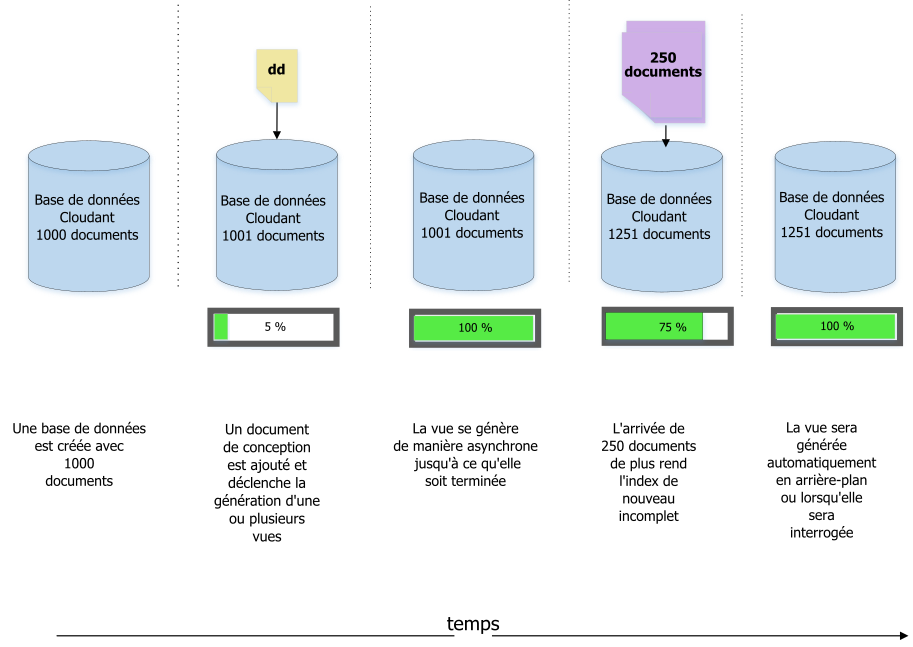 dd
250
documents
Base de données
Cloudant
1000 documents
Base de données
Cloudant
1001 documents
Base de données
Cloudant
1001 documents
Base de données
Cloudant
1251 documents
Base de données
Cloudant
1251 documents
5 %
100 %
75 %
100 %
Une base de données
est créée avec
1000
documents
Un document
de conception
est ajouté et
déclenche la
génération d'une
ou plusieurs
vues
La vue se génère
de manière asynchrone
jusqu'à ce qu'elle
soit terminée
L'arrivée de
250 documents
de plus rend
l'index de
nouveau
incomplet
La vue sera
générée
automatiquement
en arrière-plan
ou lorsqu'elle
sera
interrogée
temps